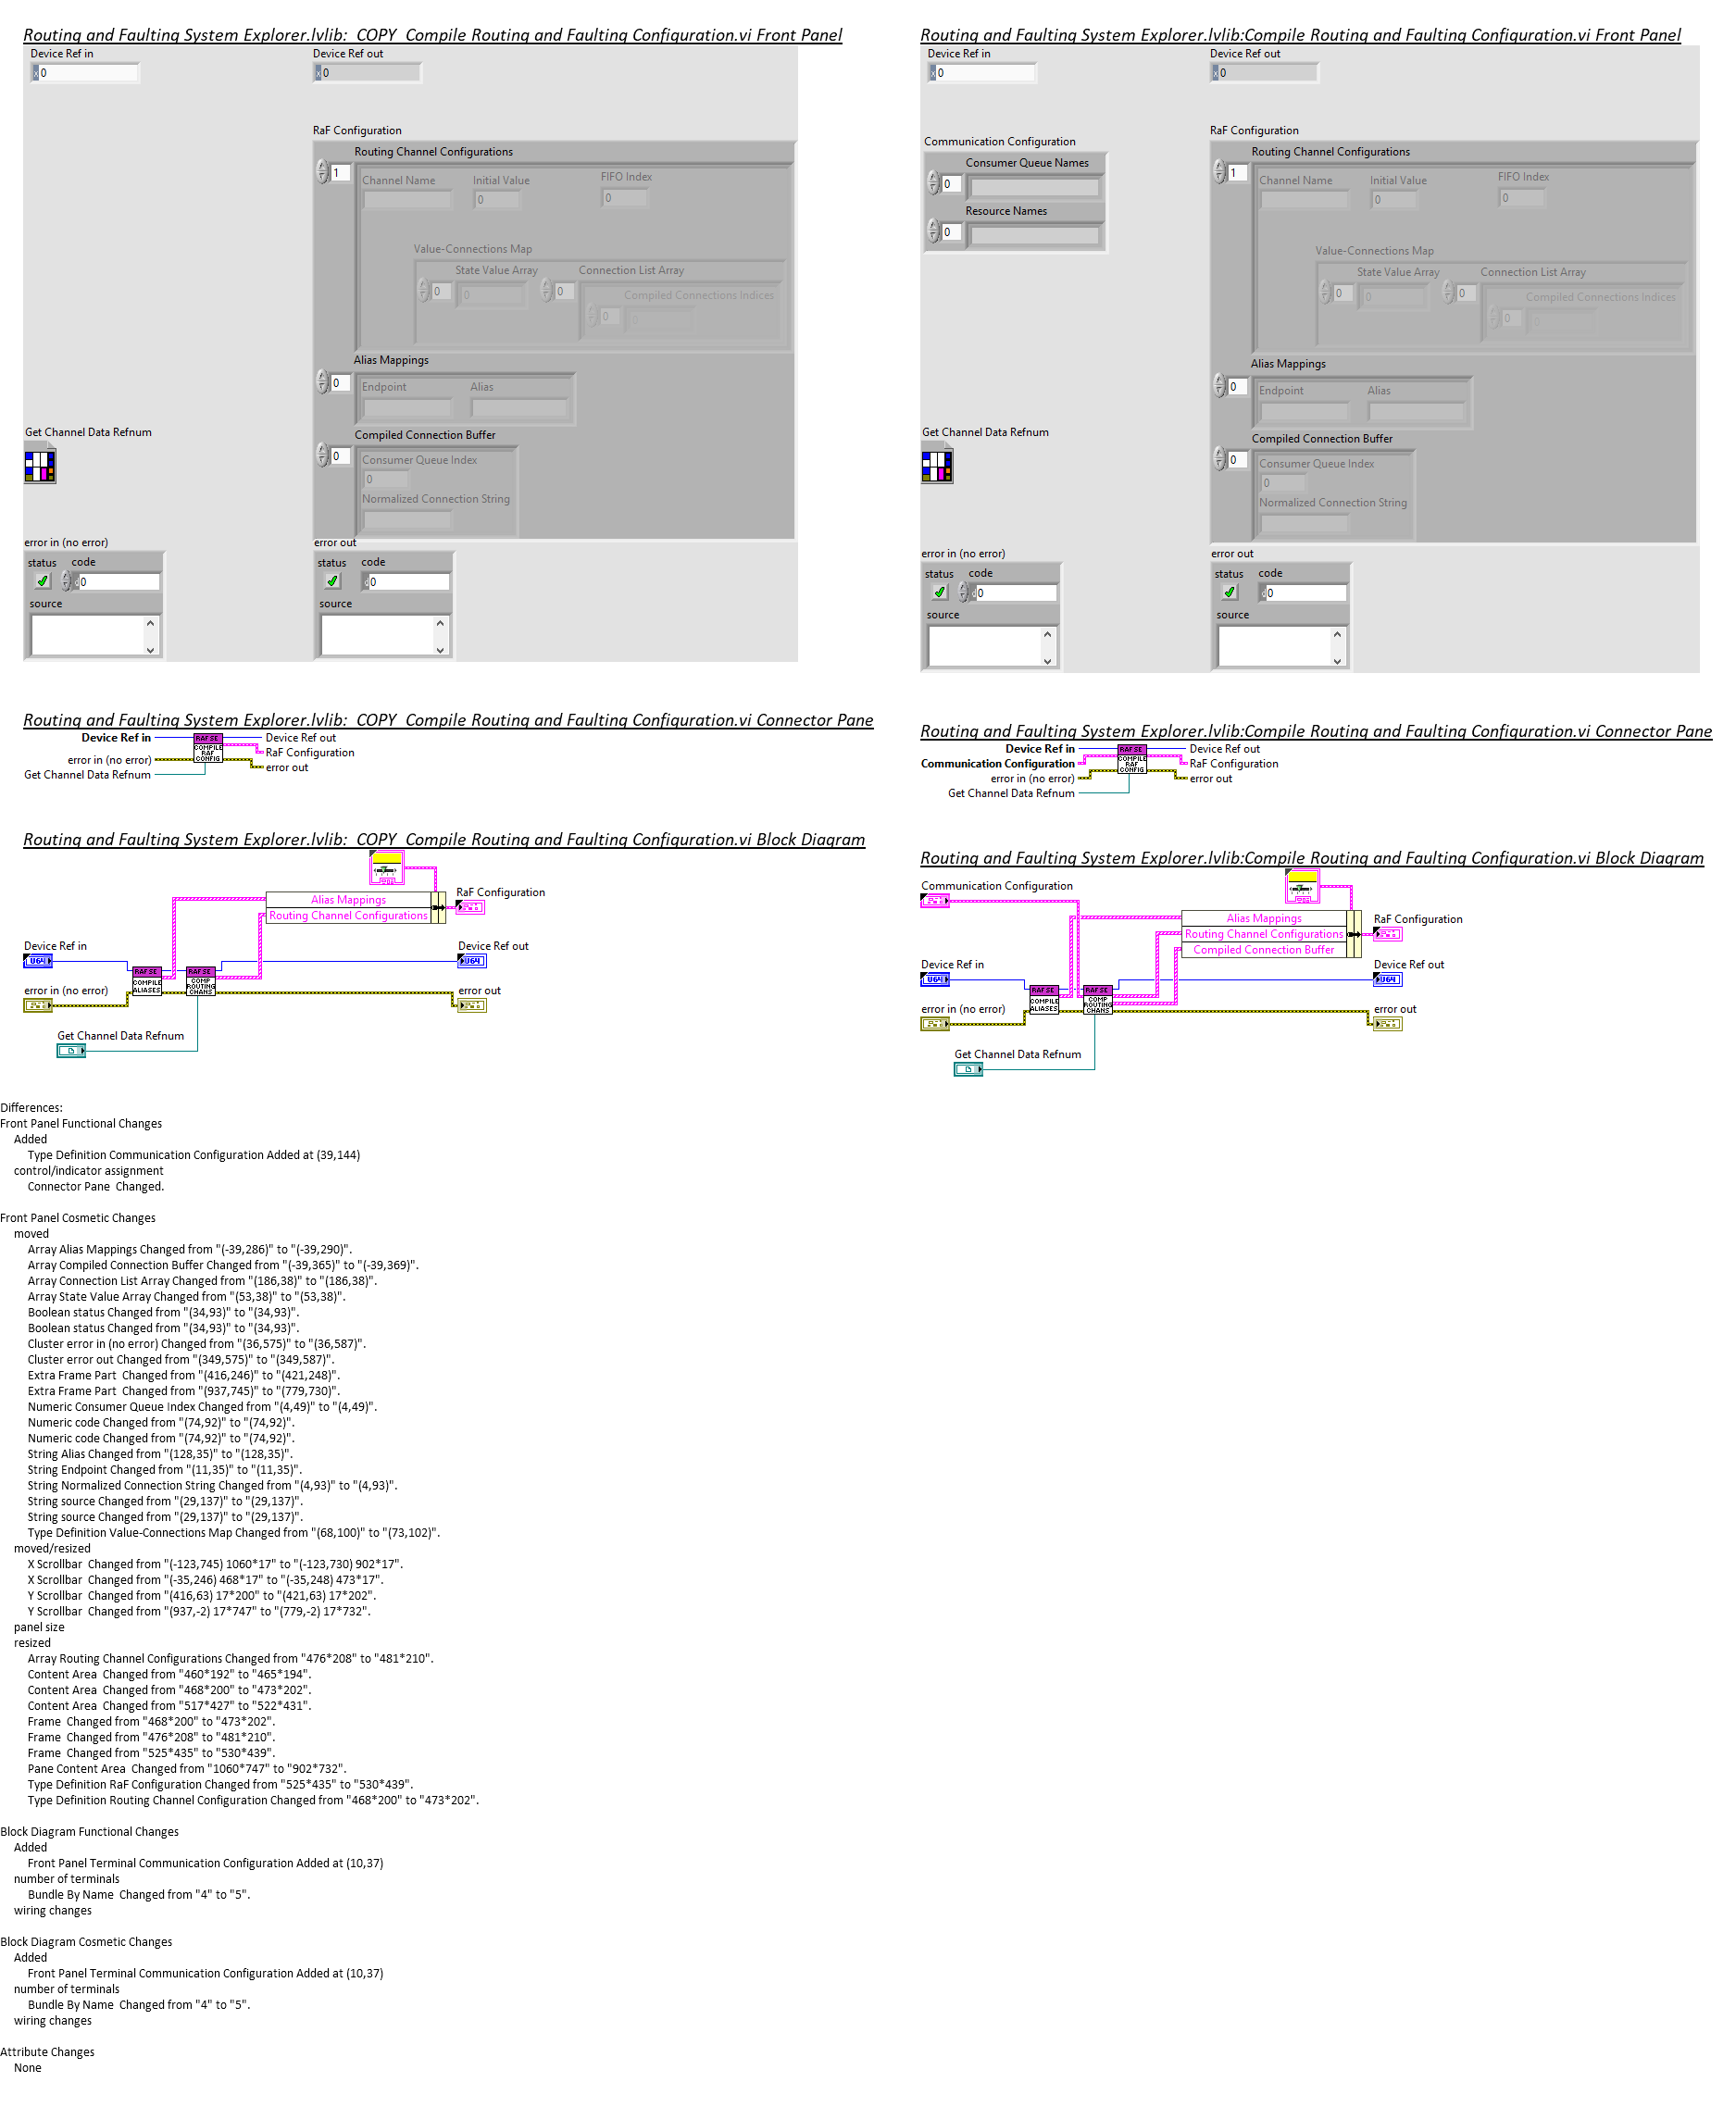 Routing and Faulting System Explorer.lvlib:_COPY_Compile Routing and Faulting Configuration.vi Front Panel
Device Ref in
Device Ref out
x 0
x 0
RaF Configuration
Routing Channel Configurations
1
Channel Name
Initial Value
FIFO Index
0
0
Value-Connections Map
State Value Array
Connection List Array
0
0
0
Compiled Connections Indices
0
0
Alias Mappings
0
Endpoint
Alias
Get Channel Data Refnum
Compiled Connection Buffer
0
Consumer Queue Index
0
Normalized Connection String
error in (no error)
error out
status
code
status
code
d 0
d 0
source
source
Routing and Faulting System Explorer.lvlib:Compile Routing and Faulting Configuration.vi Front Panel
Device Ref in
Device Ref out
x 0
x 0
RaF Configuration
Communication Configuration
Consumer Queue Names
0
Resource Names
0
Routing Channel Configurations
1
Channel Name
Initial Value
FIFO Index
0
0
Value-Connections Map
State Value Array
Connection List Array
0
0
0
Compiled Connections Indices
0
0
Alias Mappings
0
Endpoint
Alias
Get Channel Data Refnum
Compiled Connection Buffer
0
Consumer Queue Index
0
Normalized Connection String
error in (no error)
error out
status
code
status
code
d 0
d 0
source
source
Routing and Faulting System Explorer.lvlib:_COPY_Compile Routing and Faulting Configuration.vi Connector Pane
Device Ref in
RAF SE
COMPILE
RAF
CONFIG
Device Ref out
RaF Configuration
error in (no error)
error out
Get Channel Data Refnum
Routing and Faulting System Explorer.lvlib:Compile Routing and Faulting Configuration.vi Connector Pane
Device Ref in
RAF SE
COMPILE
RAF
CONFIG
Device Ref out
Communication Configuration
RaF Configuration
error in (no error)
error out
Get Channel Data Refnum
Routing and Faulting System Explorer.lvlib:_COPY_Compile Routing and Faulting Configuration.vi Block Diagram
Alias Mappings
Routing Channel Configurations
RaF Configuration
Device Ref in
U64
Device Ref out
U64
RAF SE
COMPILE
ALIASES
RAF SE
COMP
ROUTING
CHANS
error in (no error)
error out
Get Channel Data Refnum
Routing and Faulting System Explorer.lvlib:Compile Routing and Faulting Configuration.vi Block Diagram
Communication Configuration
Alias Mappings
Routing Channel Configurations
Compiled Connection Buffer
RaF Configuration
Device Ref in
U64
Device Ref out
U64
RAF SE
COMPILE
ALIASES
RAF SE
COMP
ROUTING
CHANS
error in (no error)
error out
Get Channel Data Refnum
Differences:
Front Panel Functional Changes
Added
Type Definition Communication Configuration Added at (39,144)
control/indicator assignment
Connector Pane  Changed.
Front Panel Cosmetic Changes
moved
Array Alias Mappings Changed from "(-39,286)" to "(-39,290)".
Array Compiled Connection Buffer Changed from "(-39,365)" to "(-39,369)".
Array Connection List Array Changed from "(186,38)" to "(186,38)".
Array State Value Array Changed from "(53,38)" to "(53,38)".
Boolean status Changed from "(34,93)" to "(34,93)".
Boolean status Changed from "(34,93)" to "(34,93)".
Cluster error in (no error) Changed from "(36,575)" to "(36,587)".
Cluster error out Changed from "(349,575)" to "(349,587)".
Extra Frame Part  Changed from "(416,246)" to "(421,248)".
Extra Frame Part  Changed from "(937,745)" to "(779,730)".
Numeric Consumer Queue Index Changed from "(4,49)" to "(4,49)".
Numeric code Changed from "(74,92)" to "(74,92)".
Numeric code Changed from "(74,92)" to "(74,92)".
String Alias Changed from "(128,35)" to "(128,35)".
String Endpoint Changed from "(11,35)" to "(11,35)".
String Normalized Connection String Changed from "(4,93)" to "(4,93)".
String source Changed from "(29,137)" to "(29,137)".
String source Changed from "(29,137)" to "(29,137)".
Type Definition Value-Connections Map Changed from "(68,100)" to "(73,102)".
moved/resized
X Scrollbar  Changed from "(-123,745) 1060*17" to "(-123,730) 902*17".
X Scrollbar  Changed from "(-35,246) 468*17" to "(-35,248) 473*17".
Y Scrollbar  Changed from "(416,63) 17*200" to "(421,63) 17*202".
Y Scrollbar  Changed from "(937,-2) 17*747" to "(779,-2) 17*732".
panel size
resized
Array Routing Channel Configurations Changed from "476*208" to "481*210".
Content Area  Changed from "460*192" to "465*194".
Content Area  Changed from "468*200" to "473*202".
Content Area  Changed from "517*427" to "522*431".
Frame  Changed from "468*200" to "473*202".
Frame  Changed from "476*208" to "481*210".
Frame  Changed from "525*435" to "530*439".
Pane Content Area  Changed from "1060*747" to "902*732".
Type Definition RaF Configuration Changed from "525*435" to "530*439".
Type Definition Routing Channel Configuration Changed from "468*200" to "473*202".
Block Diagram Functional Changes
Added
Front Panel Terminal Communication Configuration Added at (10,37)
number of terminals
Bundle By Name  Changed from "4" to "5".
wiring changes
Block Diagram Cosmetic Changes
Added
Front Panel Terminal Communication Configuration Added at (10,37)
number of terminals
Bundle By Name  Changed from "4" to "5".
wiring changes
Attribute Changes
None